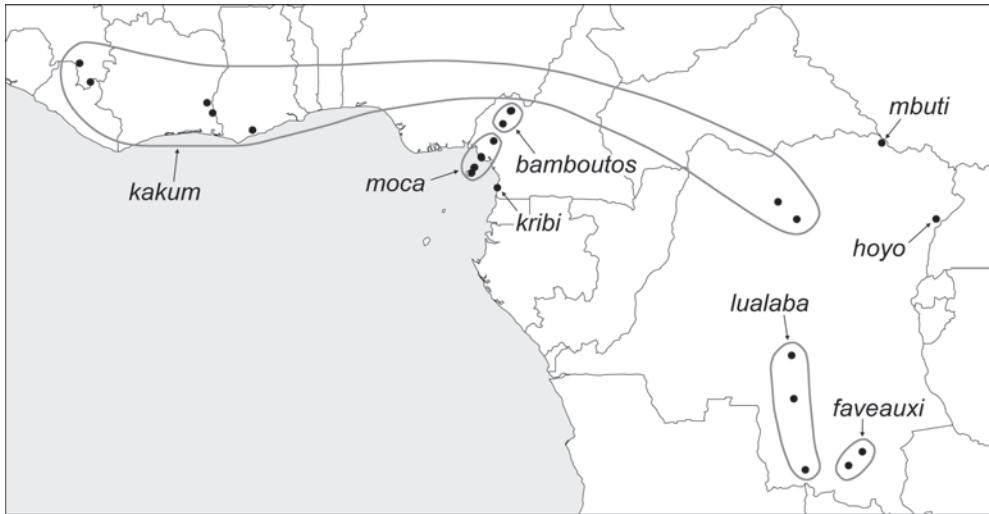 mbuti
bamboutos
moca
kakum
kribi
hoyo
lualaba
faveauxi